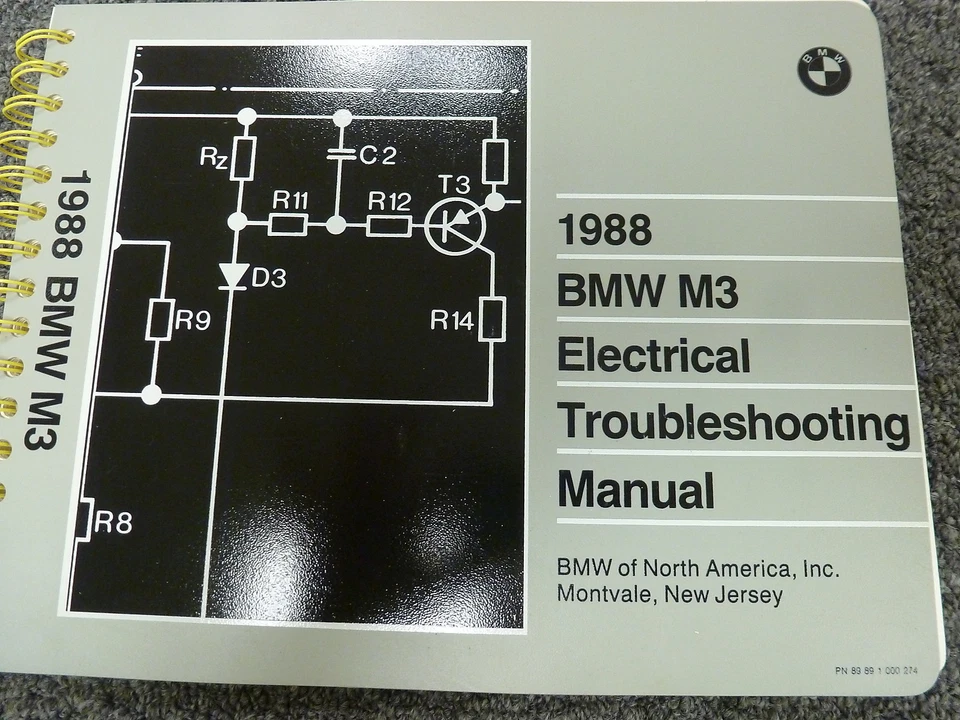 BMW
1988 BMW M3
Rz
C2
T3
R11
R12
D3
R9
R14
R8
1988
BMW M3
Electrical
Troubleshooting
Manual
BMW of North America, Inc.
Montvale, New Jersey
PN 89 89 1 000 274